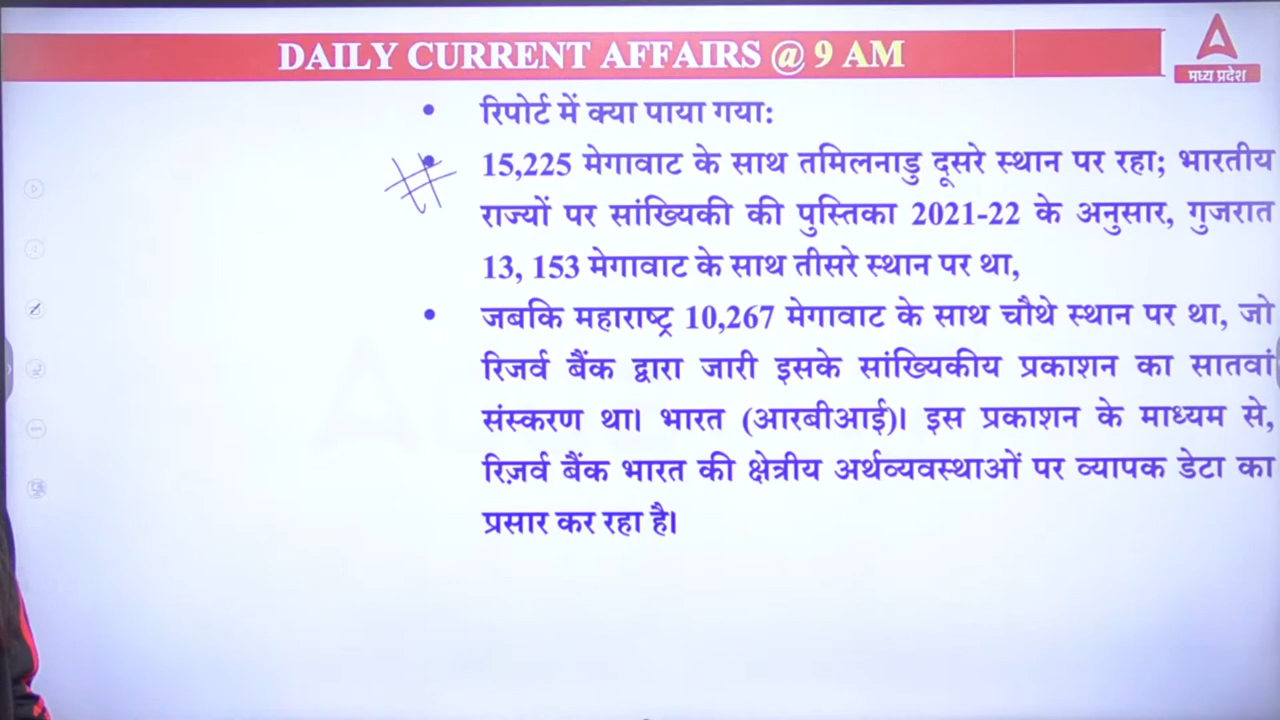 DAILY CURRENT AFFAIRS @ 9 AM
मध्य प्रदेश
• रिपोर्ट में क्या पाया गया:
• 15,225 मेगावाट के साथ तमिलनाडु दूसरे स्थान पर रहा; भारतीय
राज्यों पर सांख्यिकी की पुस्तिका 2021-22 के अनुसार, गुजरात
13, 153 मेगावाट के साथ तीसरे स्थान पर था,
• जबकि महाराष्ट्र 10,267 मेगावाट के साथ चौथे स्थान पर था, जो
रिजर्व बैंक द्वारा जारी इसके सांख्यिकीय प्रकाशन का सातवां
संस्करण था। भारत (आरबीआई)। इस प्रकाशन के माध्यम से,
रिज़र्व बैंक भारत की क्षेत्रीय अर्थव्यवस्थाओं पर व्यापक डेटा का
प्रसार कर रहा है।